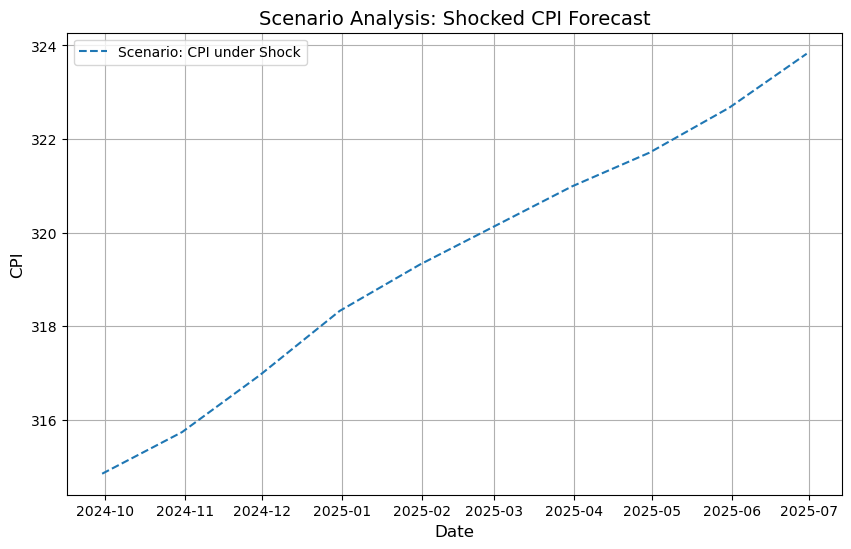 Scenario Analysis: Shocked CPI Forecast
Scenario: CPI under Shock
324
322
320
318
316
CPI
2024-10 2024-11 2024-12 2025-01 2025-02 2025-03 2025-04 2025-05 2025-06 2025-07
Date